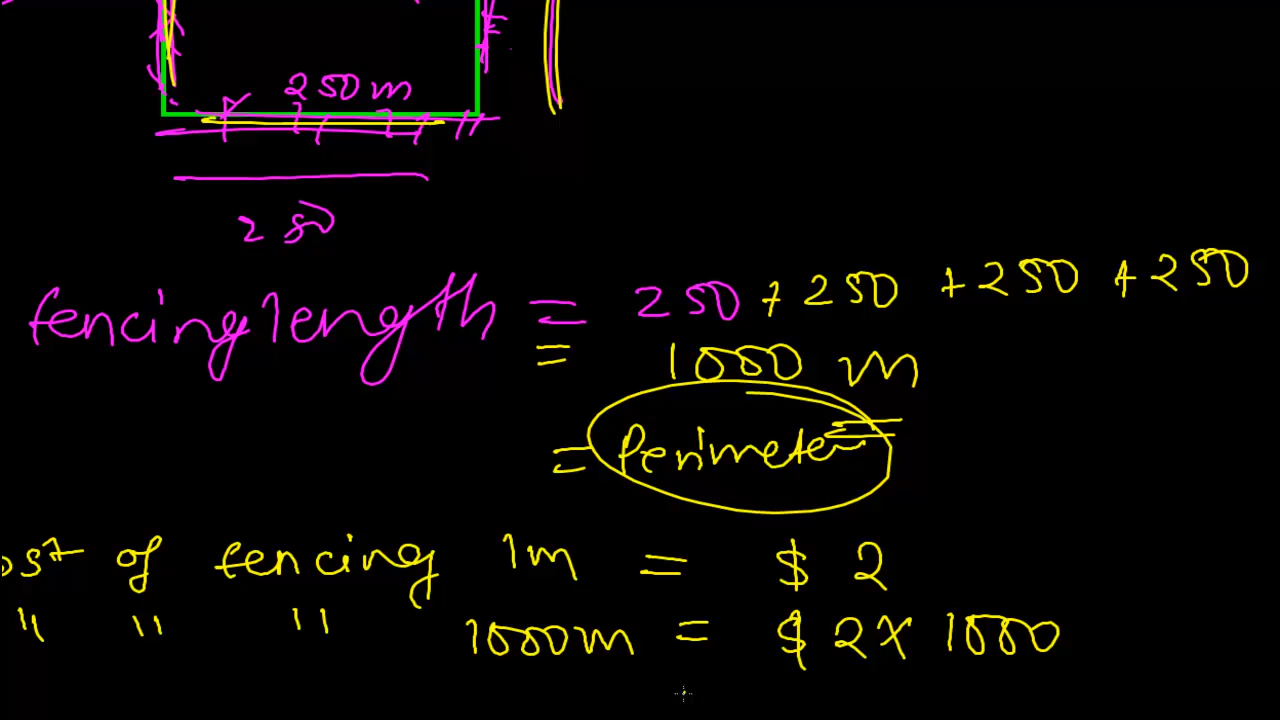 250 m
250
fencing length = 250 + 250 + 250 + 250
= 1000 m
= Perimeter
ost of fencing 1m = $ 2
" " " 1000m = $ 2 × 1000